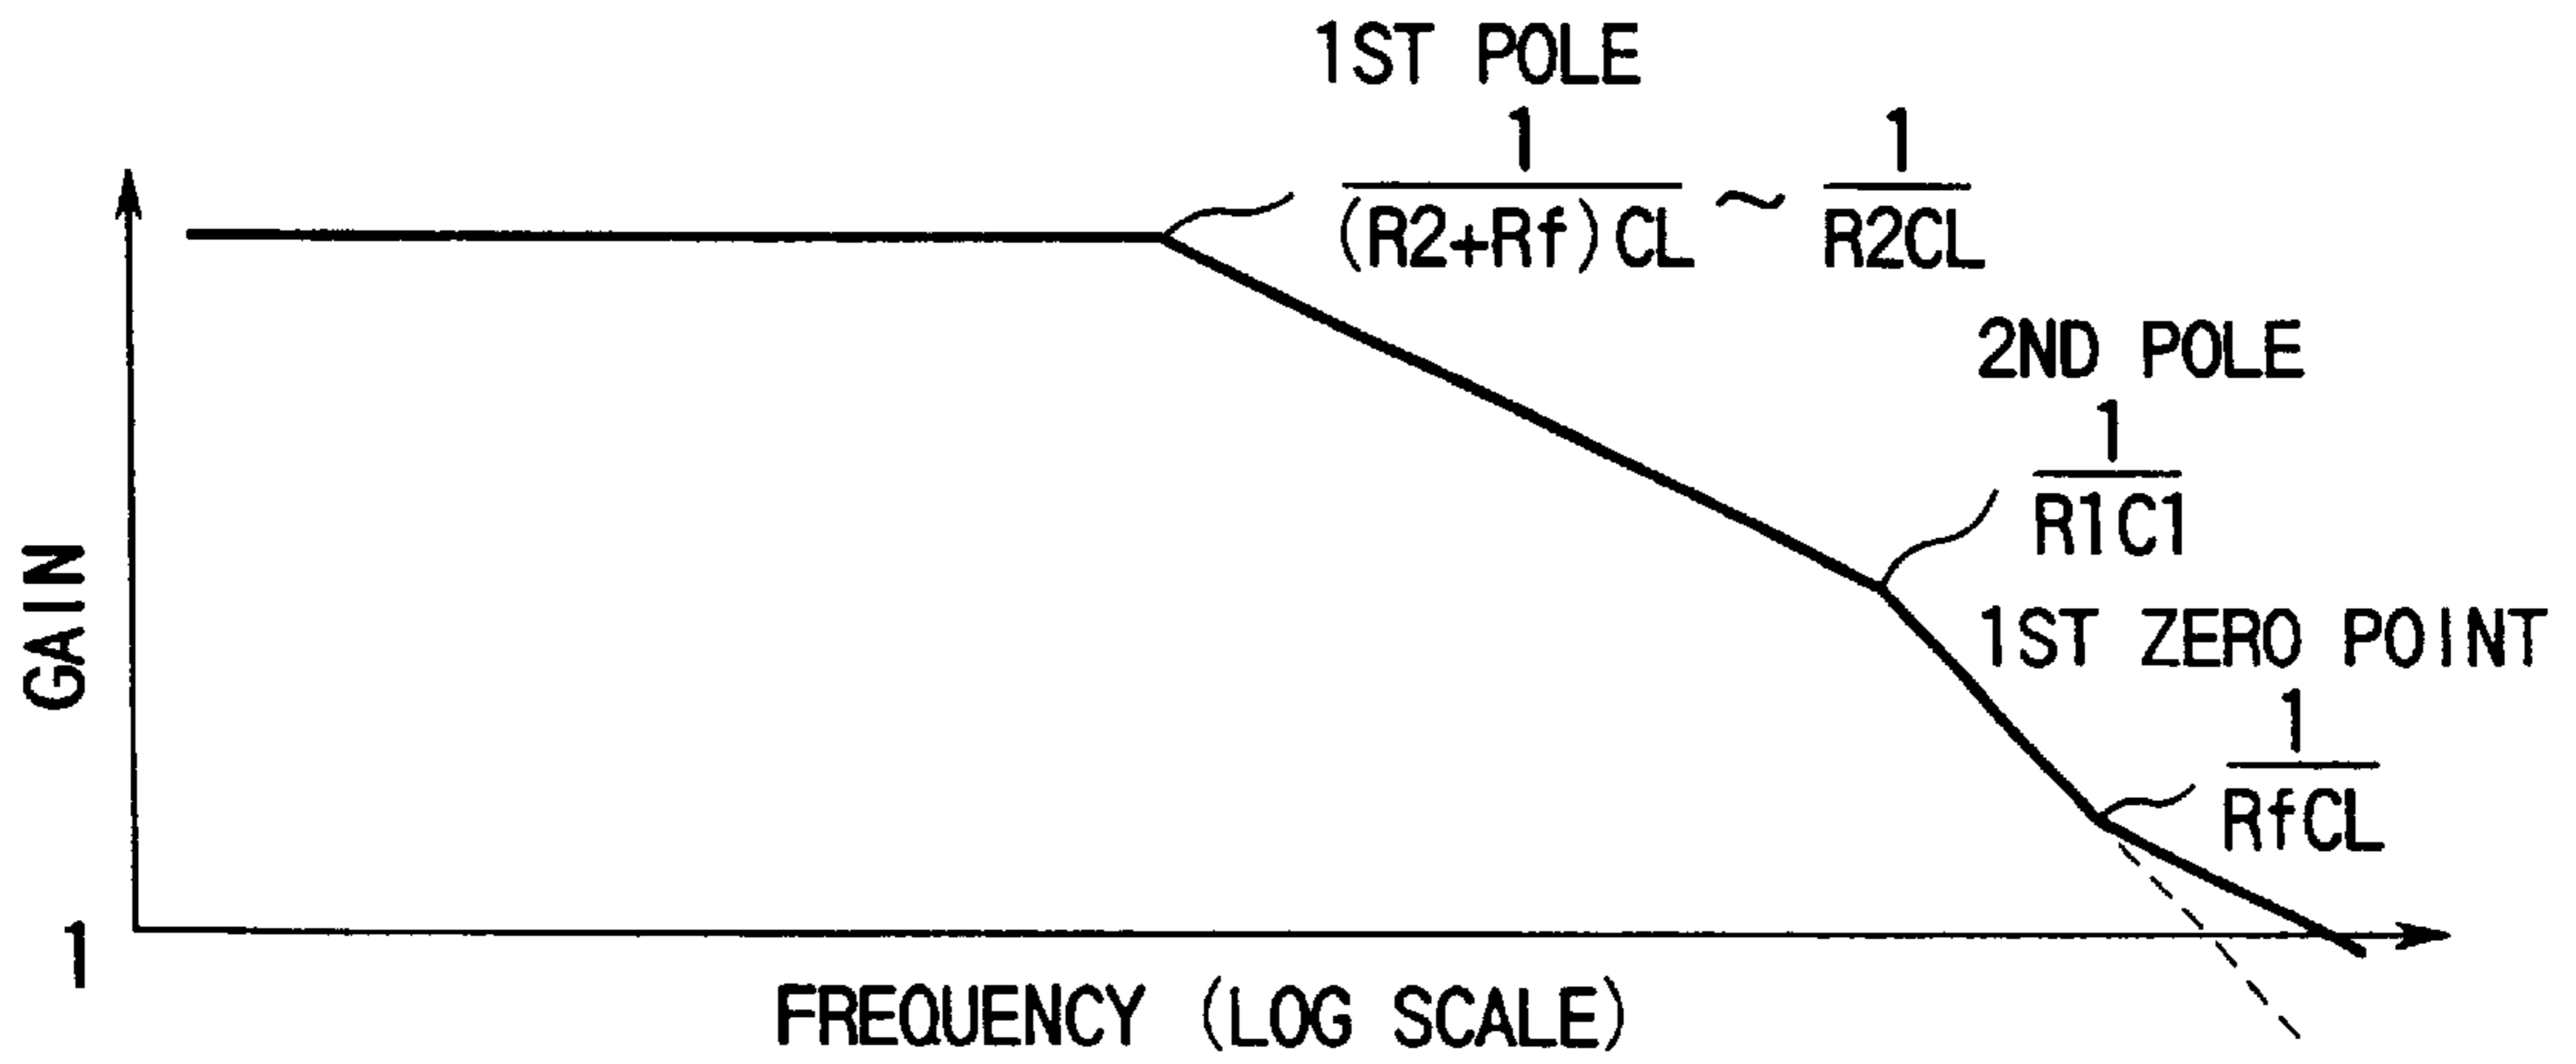 1ST POLE
1
(R2+Rf)CL
~
1
R2CL
2ND POLE
1
R1C1
1ST ZERO POINT
1
RfCL
GAIN
1
FREQUENCY (LOG SCALE)